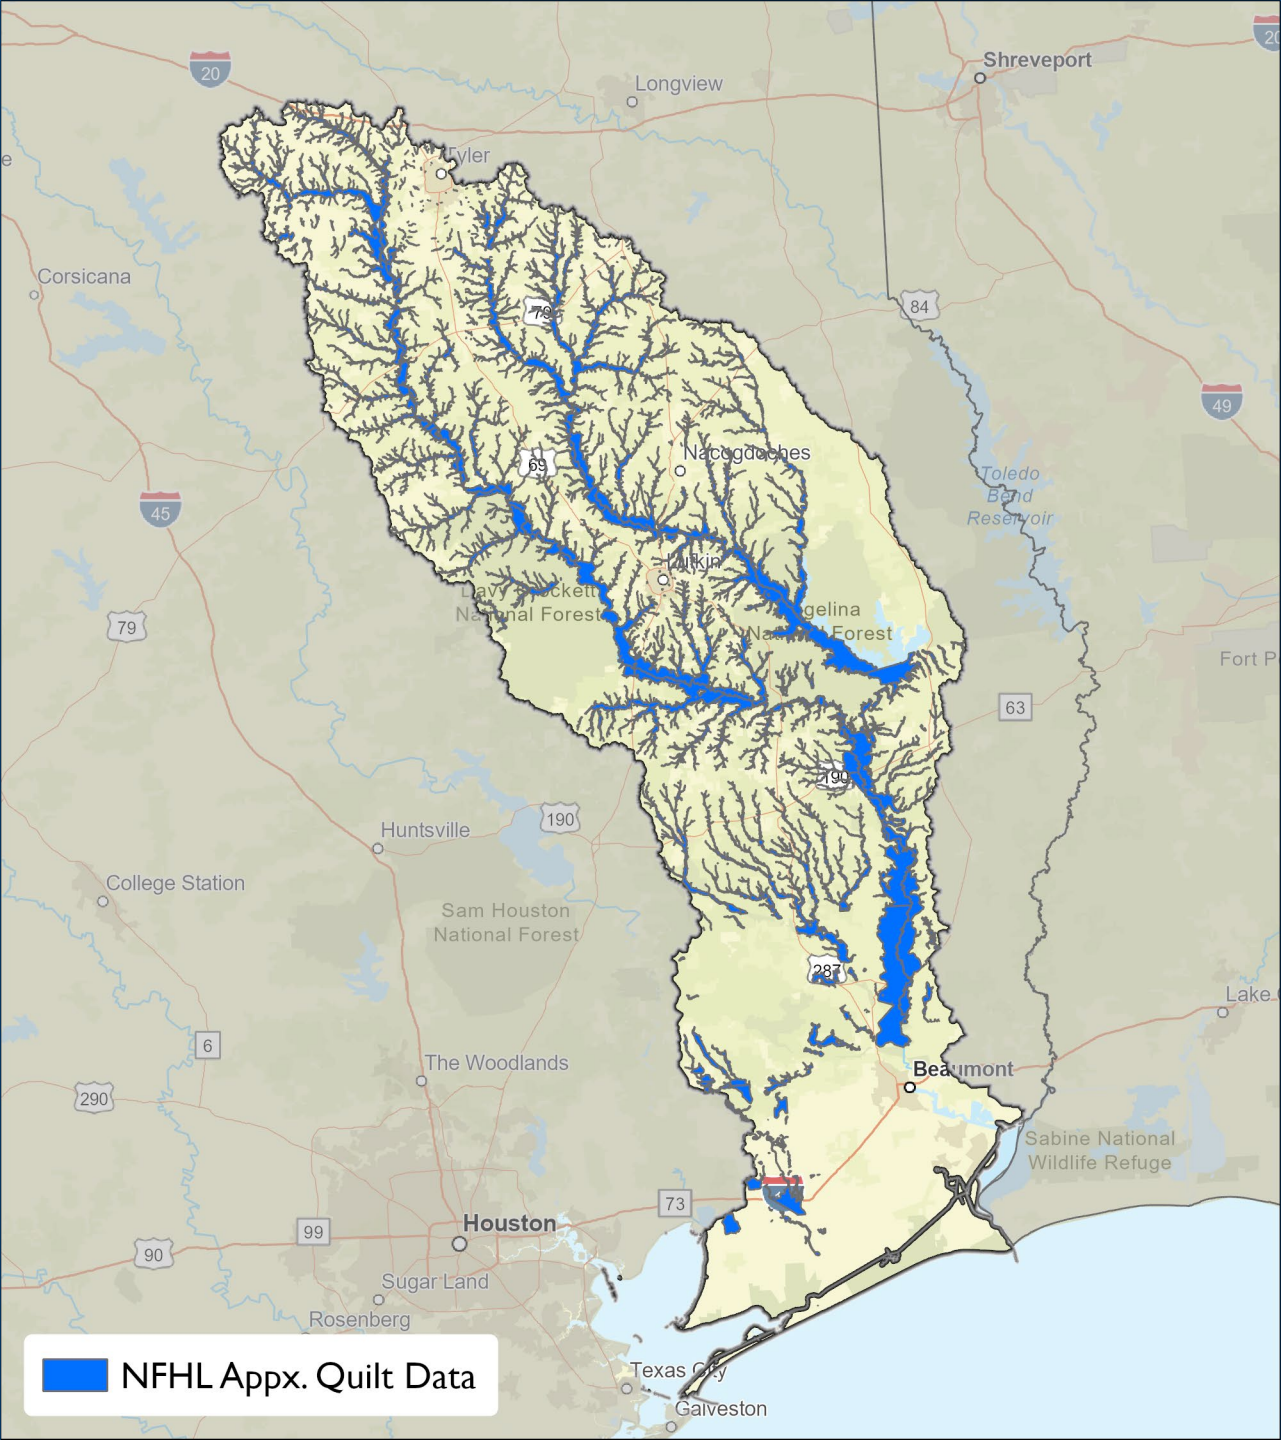 20
20
Shreveport
Longview
Tyler
Corsicana
84
79
49
Nacogdoches
69
Toledo
Bend
Reservoir
45
Lufkin
Davy Crockett
National Forest
Angelina
National Forest
79
Fort P
63
190
190
Huntsville
College Station
Sam Houston
National Forest
287
Lake
6
The Woodlands
Beaumont
290
Sabine National
Wildlife Refuge
73
99
Houston
90
Sugar Land
Rosenberg
NFHL Appx. Quilt Data
Texas City
Galveston